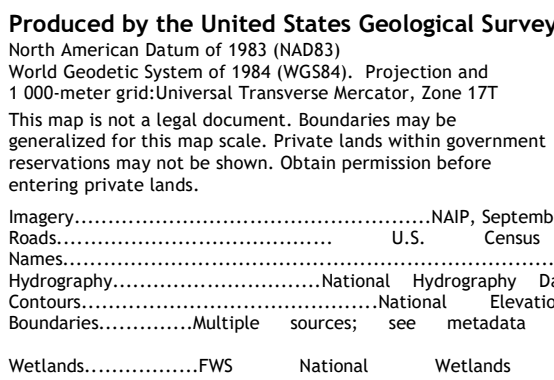 Produced by the United States Geological Survey
North American Datum of 1983 (NAD83)
World Geodetic System of 1984 (WGS84). Projection and
1 000-meter grid:Universal Transverse Mercator, Zone 17T
This map is not a legal document. Boundaries may be
generalized for this map scale. Private lands within government
reservations may not be shown. Obtain permission before
entering private lands.
Imagery.....................................................NAIP, Septemb
Roads......................................... U.S. Census
Names.........................................................................
Hydrography...............................National Hydrography Da
Contours............................................National Elevatio
Boundaries..............Multiple sources; see metadata
Wetlands.................FWS National Wetlands